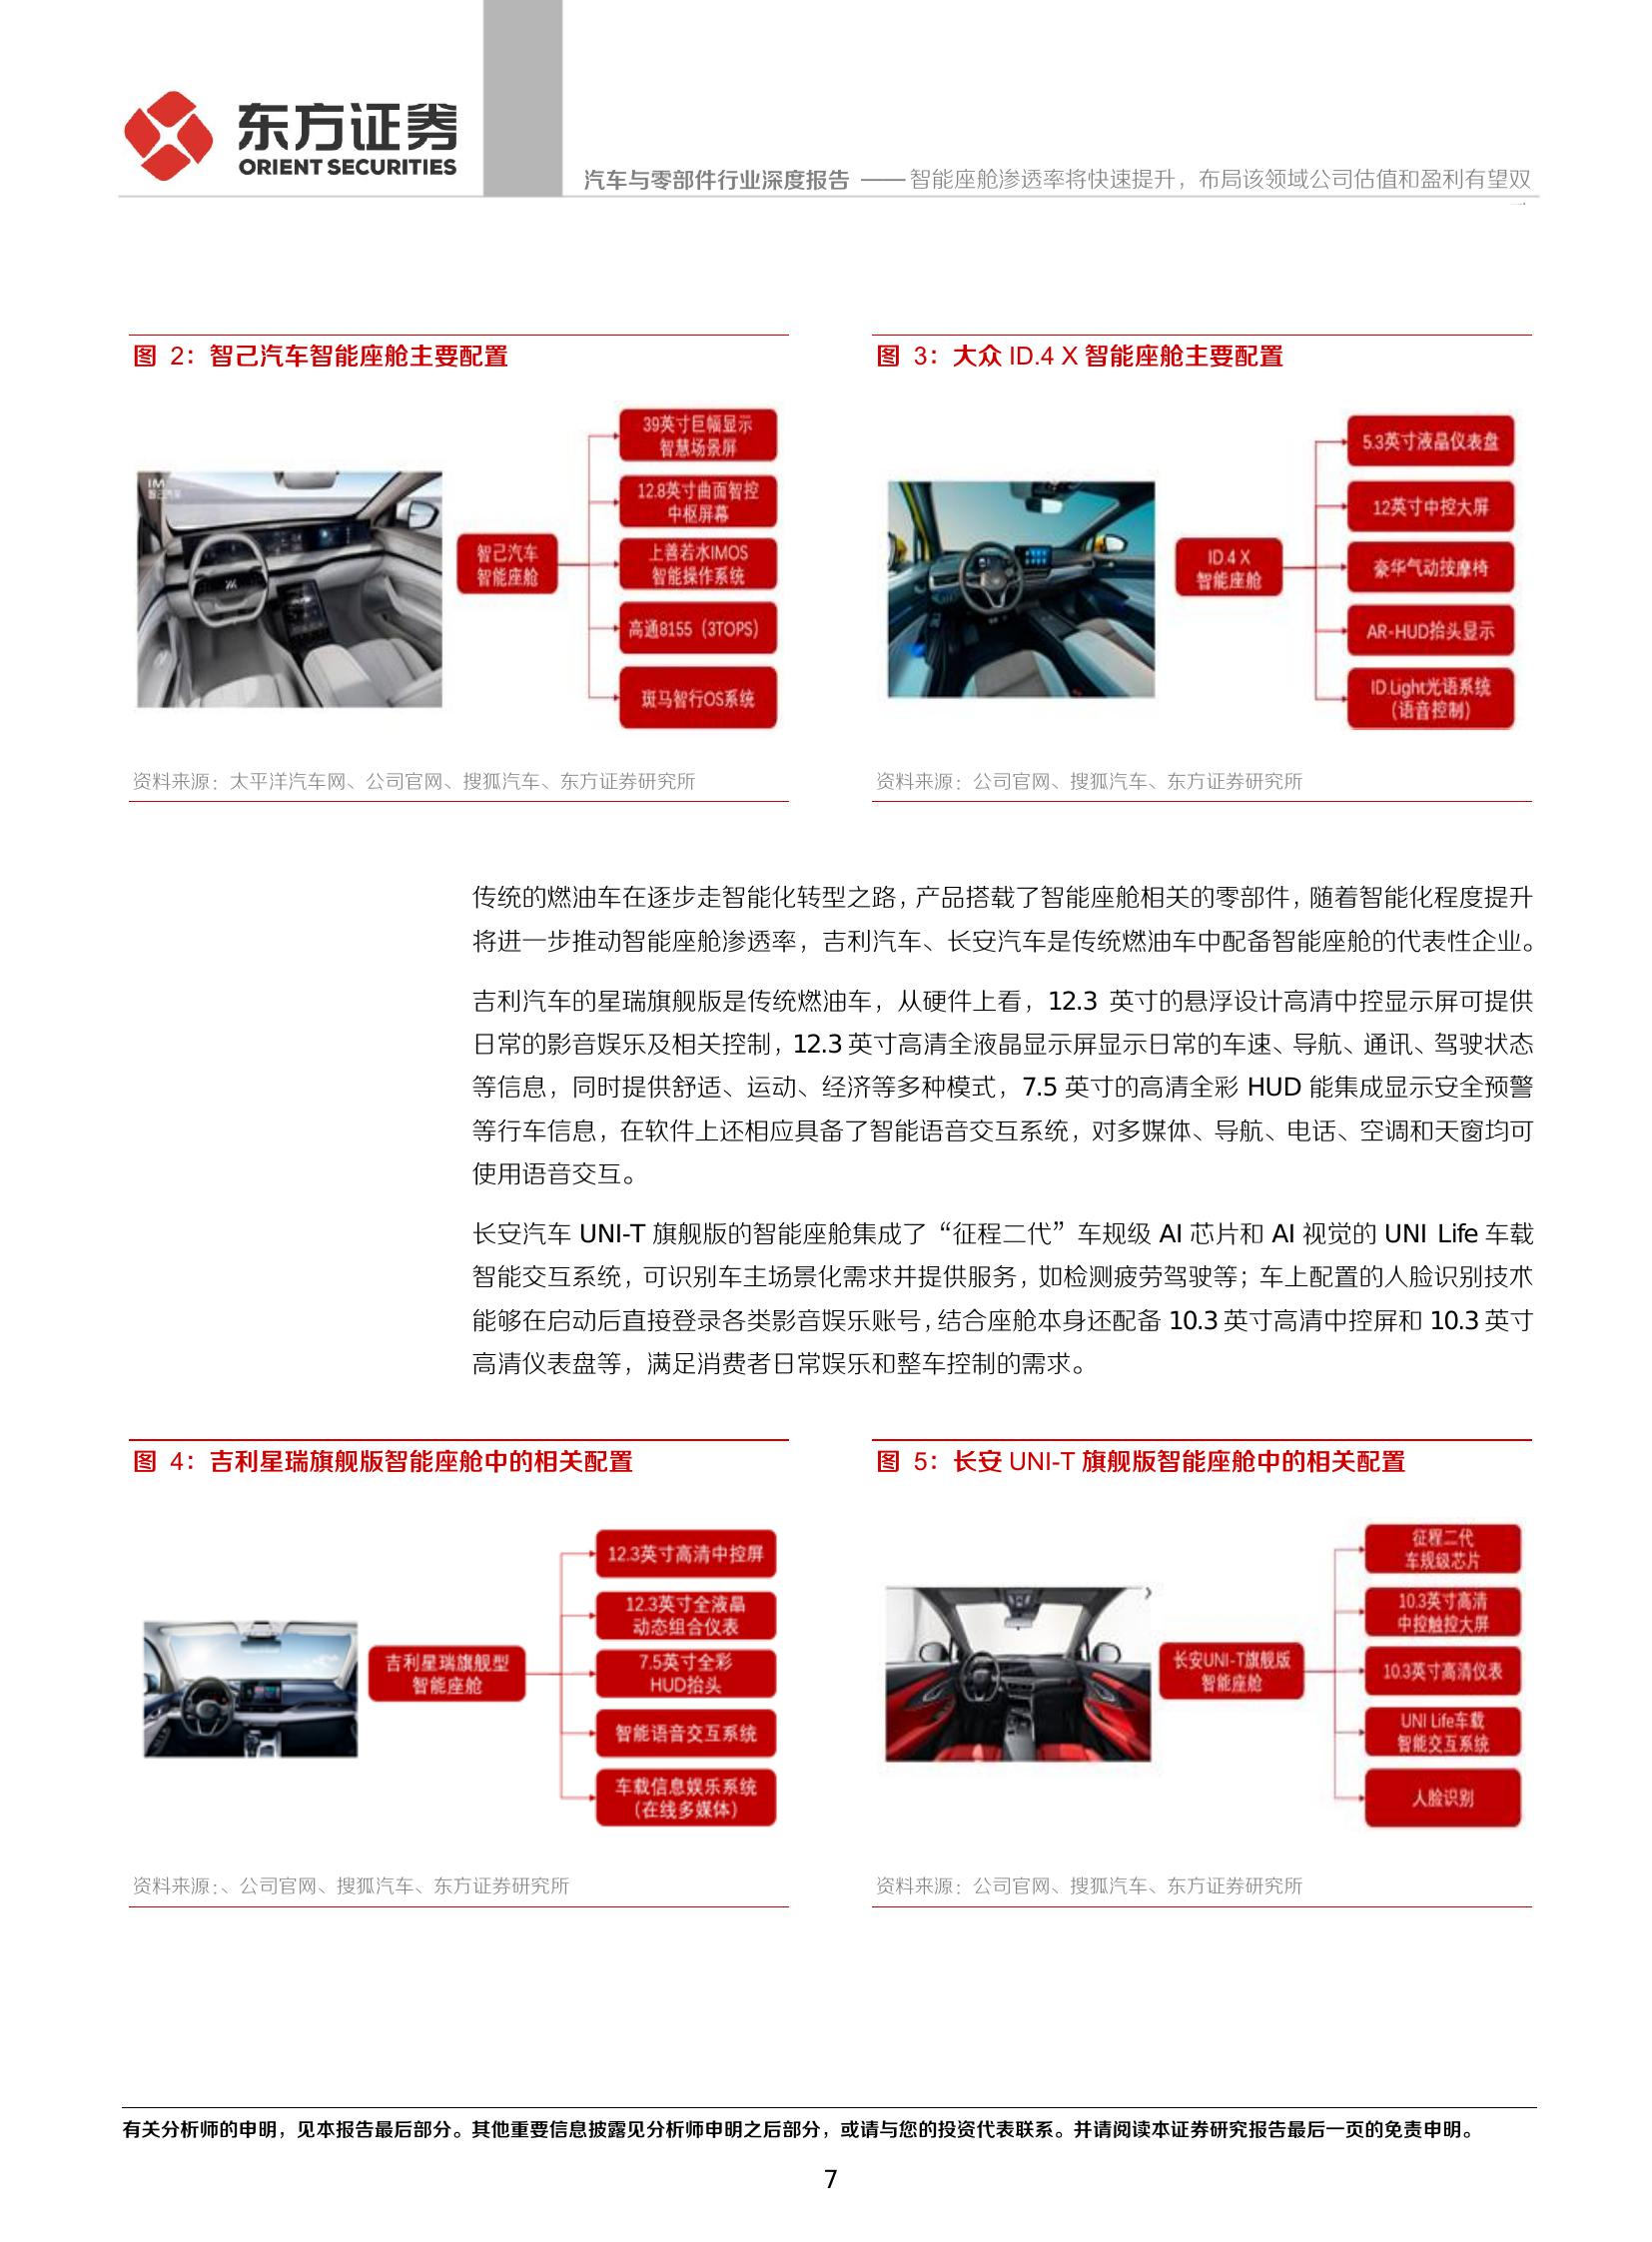 东方证券
ORIENT SECURITIES
汽车与零部件行业深度报告 —— 智能座舱渗透率将快速提升，布局该领域公司估值和盈利有望双
图 2：智己汽车智能座舱主要配置
IM
智己汽车
智己汽车
智能座舱
39英寸巨幅显示
智慧场景屏
12.8英寸曲面智控
中枢屏幕
上善若水IMOS
智能操作系统
高通8155（3TOPS）
斑马智行OS系统
资料来源：太平洋汽车网、公司官网、搜狐汽车、东方证券研究所
图 3：大众 ID.4 X 智能座舱主要配置
ID.4 X
智能座舱
5.3英寸液晶仪表盘
12英寸中控大屏
豪华气动按摩椅
AR-HUD抬头显示
ID.Light光语系统
（语音控制）
资料来源：公司官网、搜狐汽车、东方证券研究所
传统的燃油车在逐步走智能化转型之路，产品搭载了智能座舱相关的零部件，随着智能化程度提升
将进一步推动智能座舱渗透率，吉利汽车、长安汽车是传统燃油车中配备智能座舱的代表性企业。
吉利汽车的星瑞旗舰版是传统燃油车，从硬件上看，12.3 英寸的悬浮设计高清中控显示屏可提供
日常的影音娱乐及相关控制，12.3 英寸高清全液晶显示屏显示日常的车速、导航、通讯、驾驶状态
等信息，同时提供舒适、运动、经济等多种模式，7.5 英寸的高清全彩 HUD 能集成显示安全预警
等行车信息，在软件上还相应具备了智能语音交互系统，对多媒体、导航、电话、空调和天窗均可
使用语音交互。
长安汽车 UNI-T 旗舰版的智能座舱集成了“征程二代”车规级 AI 芯片和 AI 视觉的 UNI Life 车载
智能交互系统，可识别车主场景化需求并提供服务，如检测疲劳驾驶等；车上配置的人脸识别技术
能够在启动后直接登录各类影音娱乐账号，结合座舱本身还配备 10.3 英寸高清中控屏和 10.3 英寸
高清仪表盘等，满足消费者日常娱乐和整车控制的需求。
图 4：吉利星瑞旗舰版智能座舱中的相关配置
吉利星瑞旗舰型
智能座舱
12.3英寸高清中控屏
12.3英寸全液晶
动态组合仪表
7.5英寸全彩
HUD抬头
智能语音交互系统
车载信息娱乐系统
（在线多媒体）
资料来源：、公司官网、搜狐汽车、东方证券研究所
图 5：长安 UNI-T 旗舰版智能座舱中的相关配置
长安UNI-T旗舰版
智能座舱
征程二代
车规级芯片
10.3英寸高清
中控触控大屏
10.3英寸高清仪表
UNI Life车载
智能交互系统
人脸识别
资料来源：公司官网、搜狐汽车、东方证券研究所
有关分析师的申明，见本报告最后部分。其他重要信息披露见分析师申明之后部分，或请与您的投资代表联系。并请阅读本证券研究报告最后一页的免责申明。
7